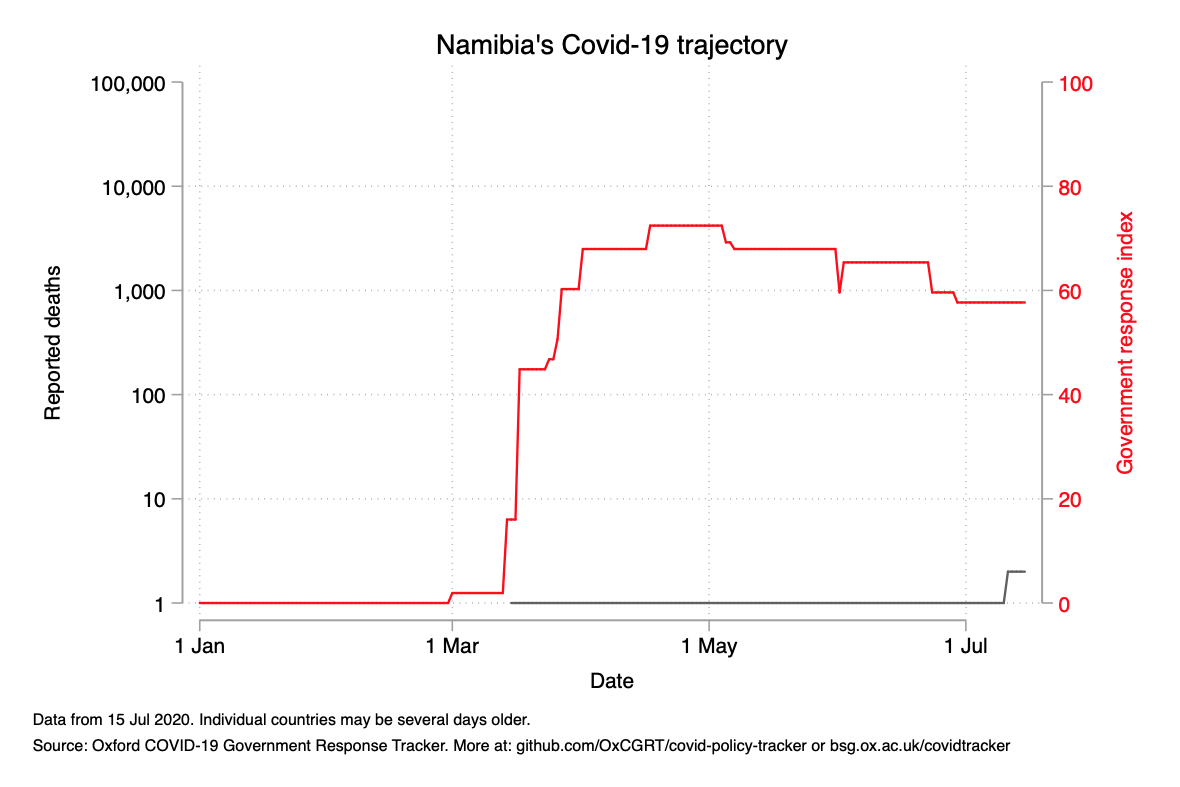 Namibia's Covid-19 trajectory
100,000
10,000
1,000
100
10
1
Reported deaths
100
80
60
40
20
0
Government response index
1 Jan
1 Mar
1 May
1 Jul
Date
Data from 15 Jul 2020. Individual countries may be several days older.
Source: Oxford COVID-19 Government Response Tracker. More at: github.com/OxCGRT/covid-policy-tracker or bsg.ox.ac.uk/covidtracker